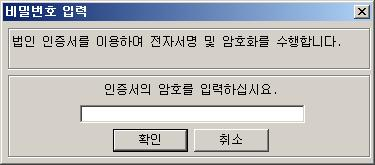 비밀번호 입력
법인 인증서를 이용하며 전자서명 및 암호화를 수행합니다.
인증서의 암호를 입력하십시요.
확인 취소